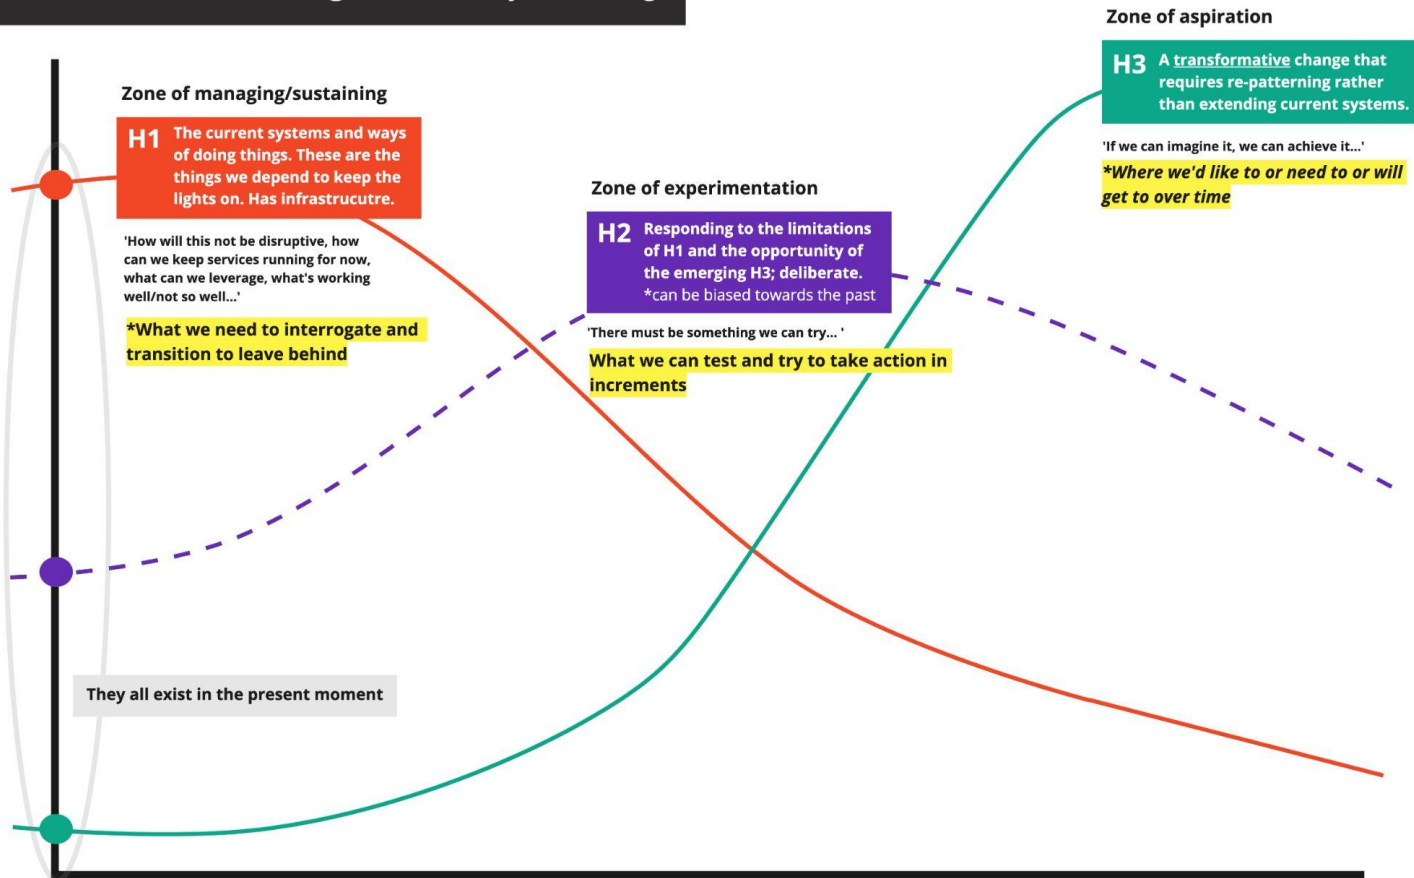 Zone of aspiration
H3 A transformative change that
requires re-patterning rather
than extending current systems.
'If we can imagine it, we can achieve it...'
*Where we'd like to or need to or will
get to over time
Zone of managing/sustaining
H1 The current systems and ways
of doing things. These are the
things we depend to keep the
lights on. Has infrastrucutre.
'How will this not be disruptive, how
can we keep services running for now,
what can we leverage, what's working
well/not so well...'
*What we need to interrogate and
transition to leave behind
Zone of experimentation
H2 Responding to the limitations
of H1 and the opportunity of
the emerging H3; deliberate.
*can be biased towards the past
'There must be something we can try... '
What we can test and try to take action in
increments
They all exist in the present moment